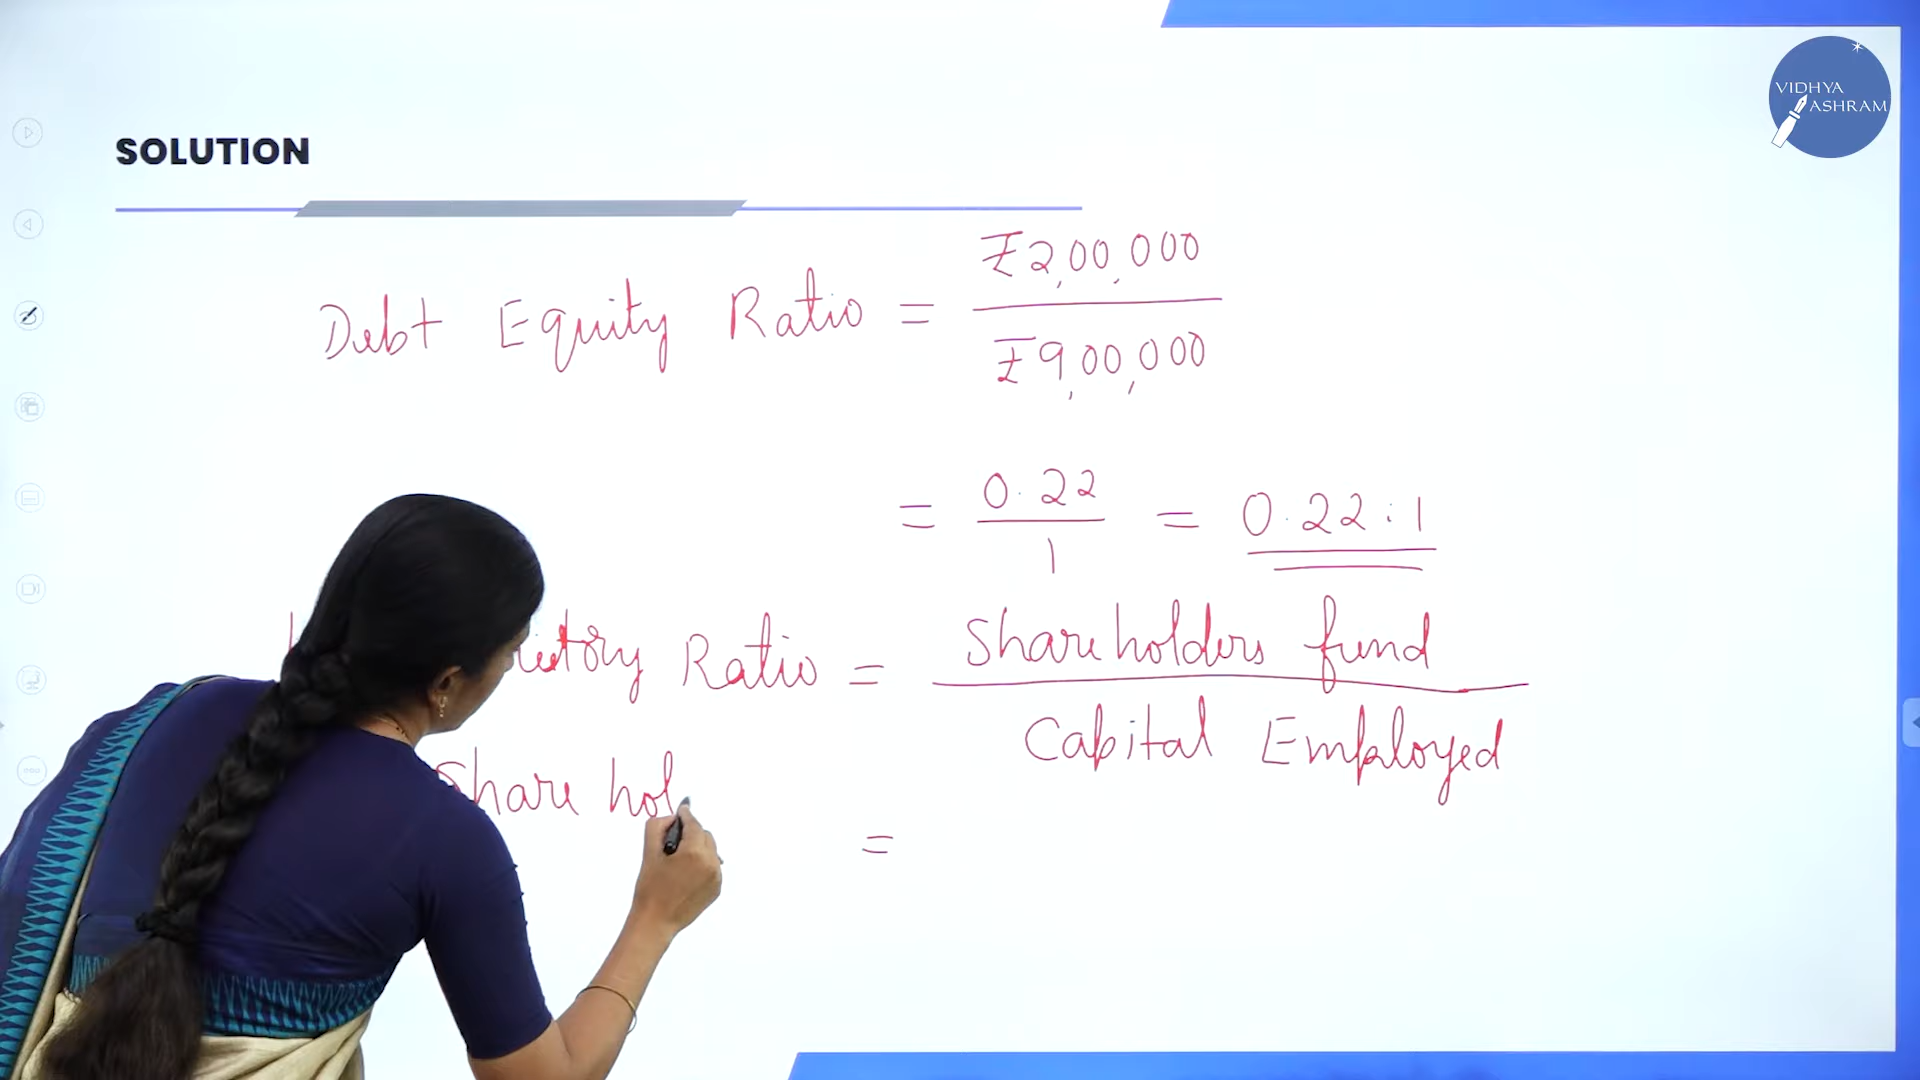 VIDHYA
ASHRAM
SOLUTION
Debt Equity Ratio = ₹2,00,000
₹9,00,000
= 0.22 = 0.22:1
1
Ratio = Shareholders fund
Capital Employed
Share hol
=